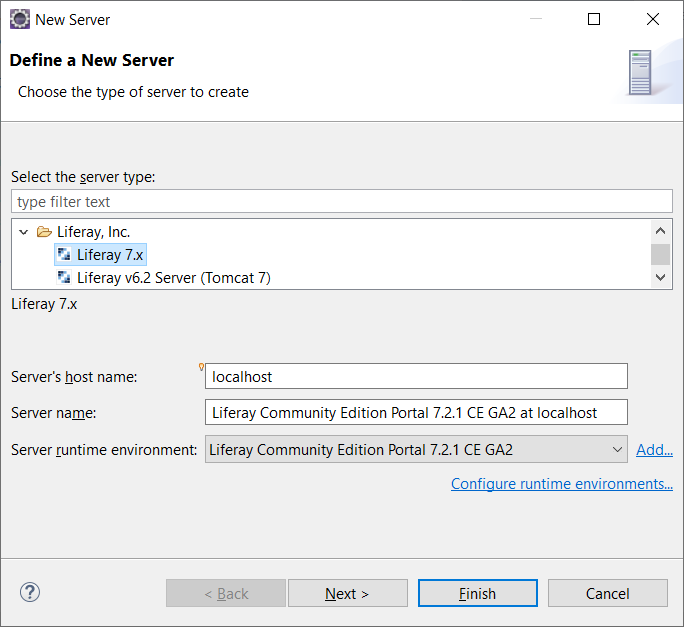 New Server
Define a New Server
Choose the type of server to create
Select the server type:
type filter text
Liferay, Inc.
Liferay 7.x
Liferay v6.2 Server (Tomcat 7)
Liferay 7.x
Server's host name: localhost
Server name: Liferay Community Edition Portal 7.2.1 CE GA2 at localhost
Server runtime environment: Liferay Community Edition Portal 7.2.1 CE GA2 Add...
Configure runtime environments...
? < Back Next > Finish Cancel